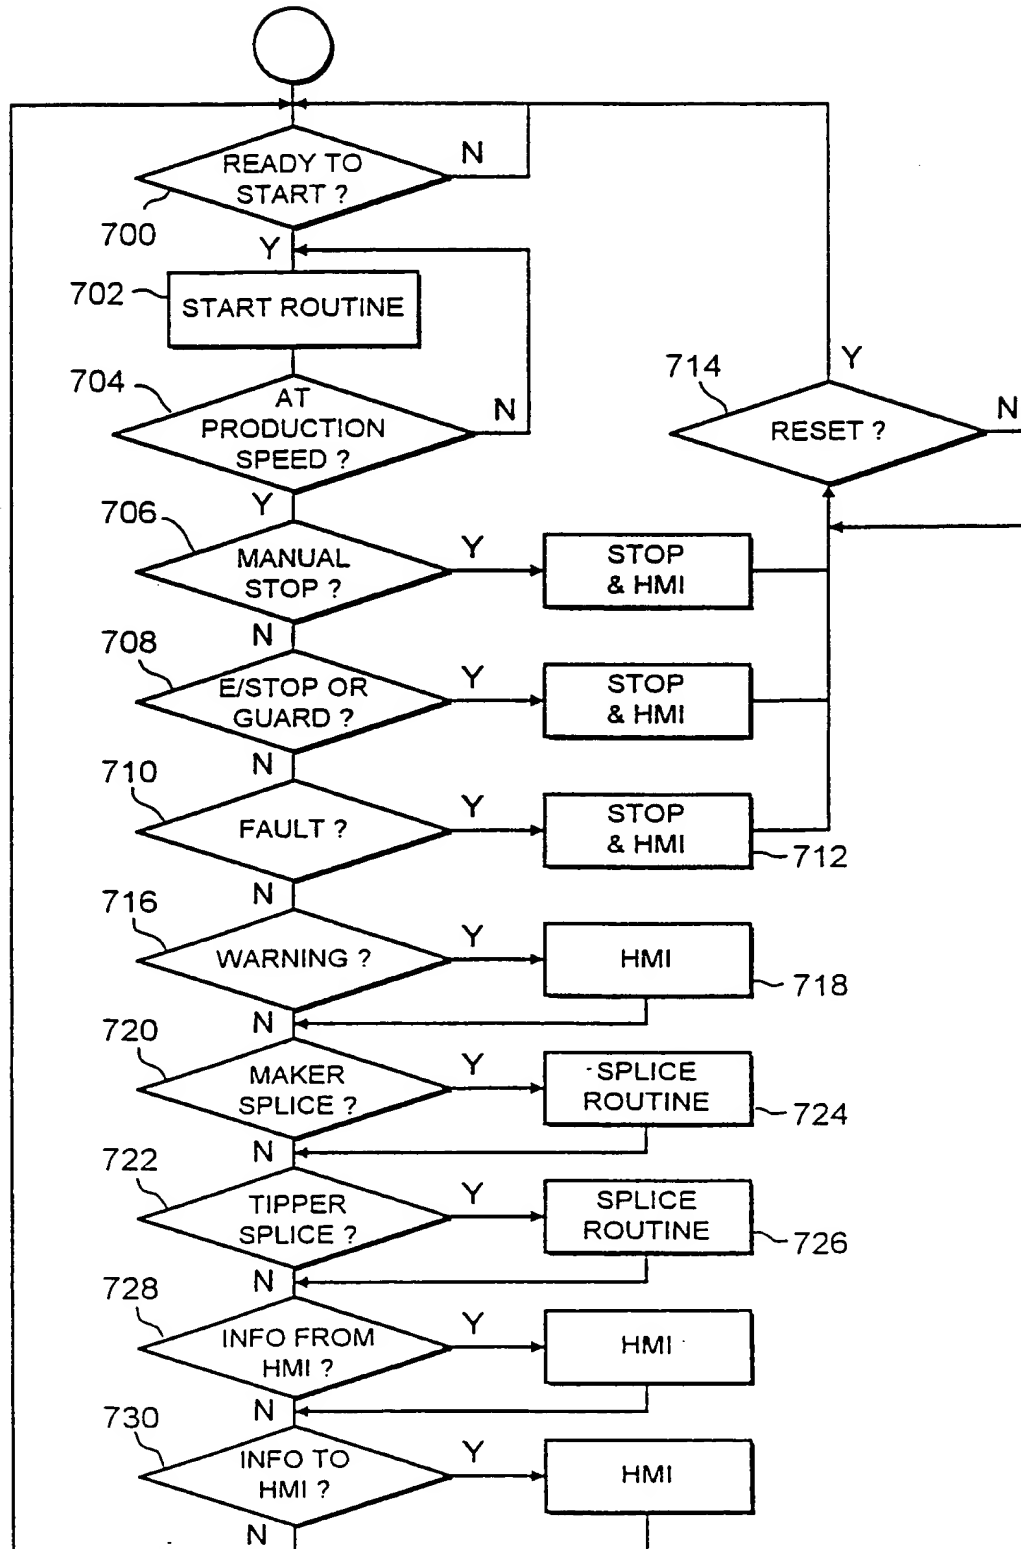 READY TO
START ?
N
700
Y
702
START ROUTINE
704
AT
PRODUCTION
SPEED ?
N
Y
714
RESET ?
Y
N
706
MANUAL
STOP ?
Y
STOP
& HMI
N
708
E/STOP OR
GUARD ?
Y
STOP
& HMI
N
710
FAULT ?
Y
STOP
& HMI
712
N
716
WARNING ?
Y
HMI
718
N
720
MAKER
SPLICE ?
Y
SPLICE
ROUTINE
724
N
722
TIPPER
SPLICE ?
Y
SPLICE
ROUTINE
726
N
728
INFO FROM
HMI ?
Y
HMI
N
730
INFO TO
HMI ?
Y
HMI
N